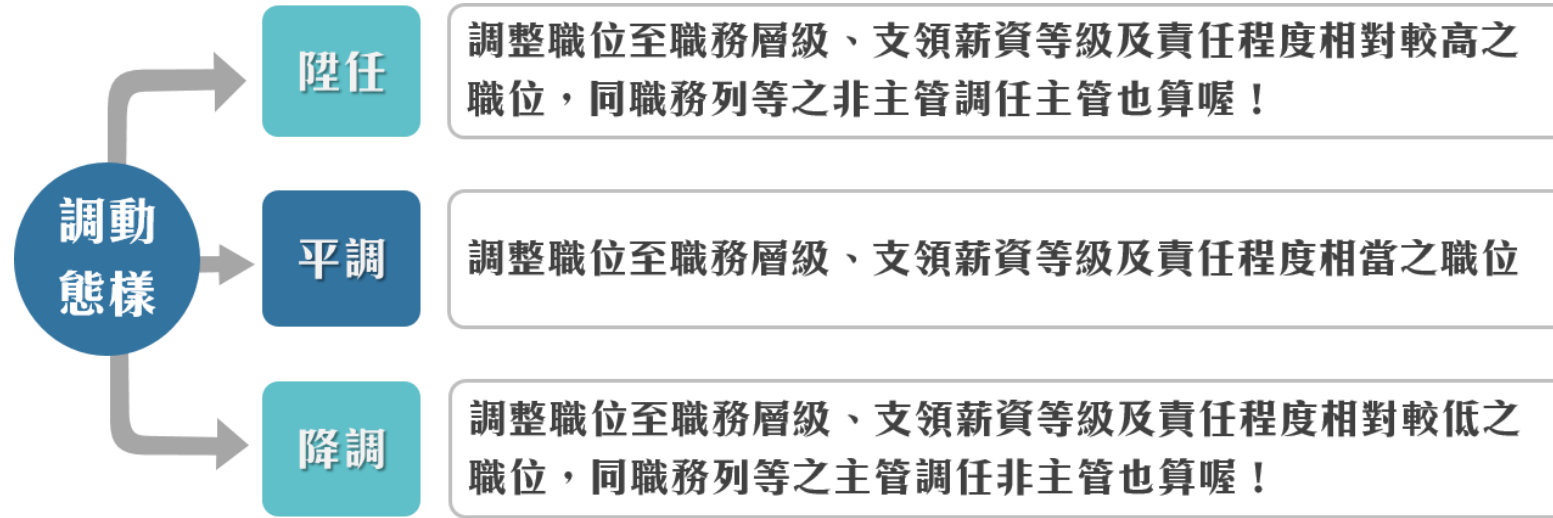 調動
態樣
陞任
調整職位至職務層級、支領薪資等級及責任程度相對較高之
職位，同職務列等之非主管調任主管也算喔！
平調
調整職位至職務層級、支領薪資等級及責任程度相當之職位
降調
調整職位至職務層級、支領薪資等級及責任程度相對較低之
職位，同職務列等之主管調任非主管也算喔！